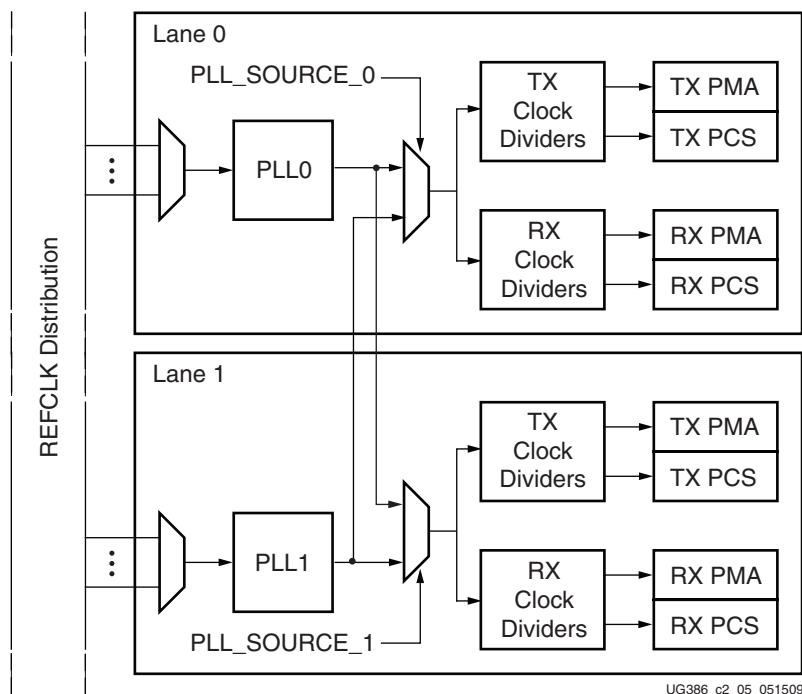 REFCLK Distribution
Lane 0
PLL_SOURCE_0
PLL0
TX
Clock
Dividers
TX PMA
TX PCS
RX
Clock
Dividers
RX PMA
RX PCS
Lane 1
PLL1
PLL_SOURCE_1
TX
Clock
Dividers
TX PMA
TX PCS
RX
Clock
Dividers
RX PMA
RX PCS
UG386_c2_05_051509